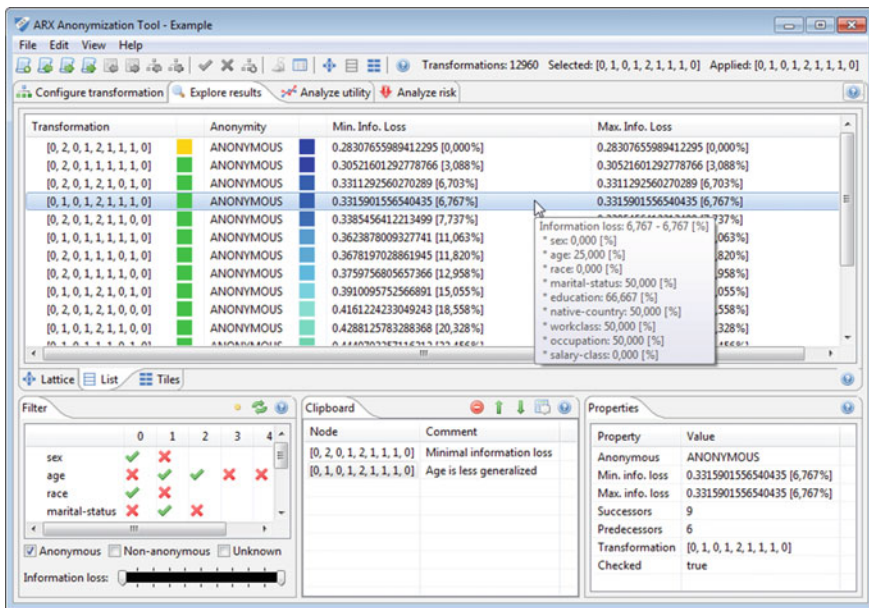 ARX Anonymization Tool - Example
File Edit View Help
Transformations: 12960 Selected: [0, 1, 0, 1, 2, 1, 1, 1, 0] Applied: [0, 1, 0, 1, 2, 1, 1, 1, 0]
Configure transformation Explore results Analyze utility Analyze risk
Transformation Anonymity Min. Info. Loss Max. Info. Loss
[0, 2, 0, 1, 2, 1, 1, 1, 0] ANONYMOUS 0.28307655989412295 [0,000%] 0.28307655989412295 [0,000%]
[0, 1, 0, 1, 2, 1, 1, 1, 0] ANONYMOUS 0.30521601292778766 [3,088%] 0.30521601292778766 [3,088%]
[0, 2, 0, 1, 2, 1, 0, 1, 0] ANONYMOUS 0.3311292560270289 [6,703%] 0.3311292560270289 [6,703%]
[0, 1, 0, 1, 2, 1, 1, 1, 0] ANONYMOUS 0.3315901556540435 [6,767%] 0.3315901556540435 [6,767%]
[0, 2, 0, 1, 2, 1, 1, 0, 0] ANONYMOUS 0.3385456412213499 [7,737%] 737%]
[0, 1, 0, 1, 1, 1, 1, 1, 0] ANONYMOUS 0.3623878009327741 [11,063%] ,063%]
[0, 2, 0, 1, 1, 1, 0, 1, 0] ANONYMOUS 0.3678197028861945 [11,820%] ,820%]
[0, 2, 0, 1, 1, 1, 1, 0, 0] ANONYMOUS 0.3759756805657366 [12,958%] ,958%]
[0, 1, 0, 1, 2, 1, 0, 1, 0] ANONYMOUS 0.3910095752566891 [15,055%] ,055%]
[0, 2, 0, 1, 2, 1, 0, 0, 0] ANONYMOUS 0.4161224233049243 [18,558%] ,558%]
[0, 1, 0, 1, 2, 1, 1, 0, 0] ANONYMOUS 0.4288125783288368 [20,328%] ,328%]
Information loss: 6,767 - 6,767 [%]
* sex: 0,000 [%]
* age: 25,000 [%]
* race: 0,000 [%]
* marital-status: 50,000 [%]
* education: 66,667 [%]
* native-country: 50,000 [%]
* workclass: 50,000 [%]
* occupation: 50,000 [%]
* salary-class: 0,000 [%]
Lattice List Tiles
Filter
0 1 2 3 4
sex
age
race
marital-status
Anonymous Non-anonymous Unknown
Information loss:
Clipboard
Node Comment
[0, 2, 0, 1, 2, 1, 1, 1, 0] Minimal information loss
[0, 1, 0, 1, 2, 1, 1, 1, 0] Age is less generalized
Properties
Property Value
Anonymous ANONYMOUS
Min. info. loss 0.3315901556540435 [6,767%]
Max. info. loss 0.3315901556540435 [6,767%]
Successors 9
Predecessors 6
Transformation [0, 1, 0, 1, 2, 1, 1, 1, 0]
Checked true